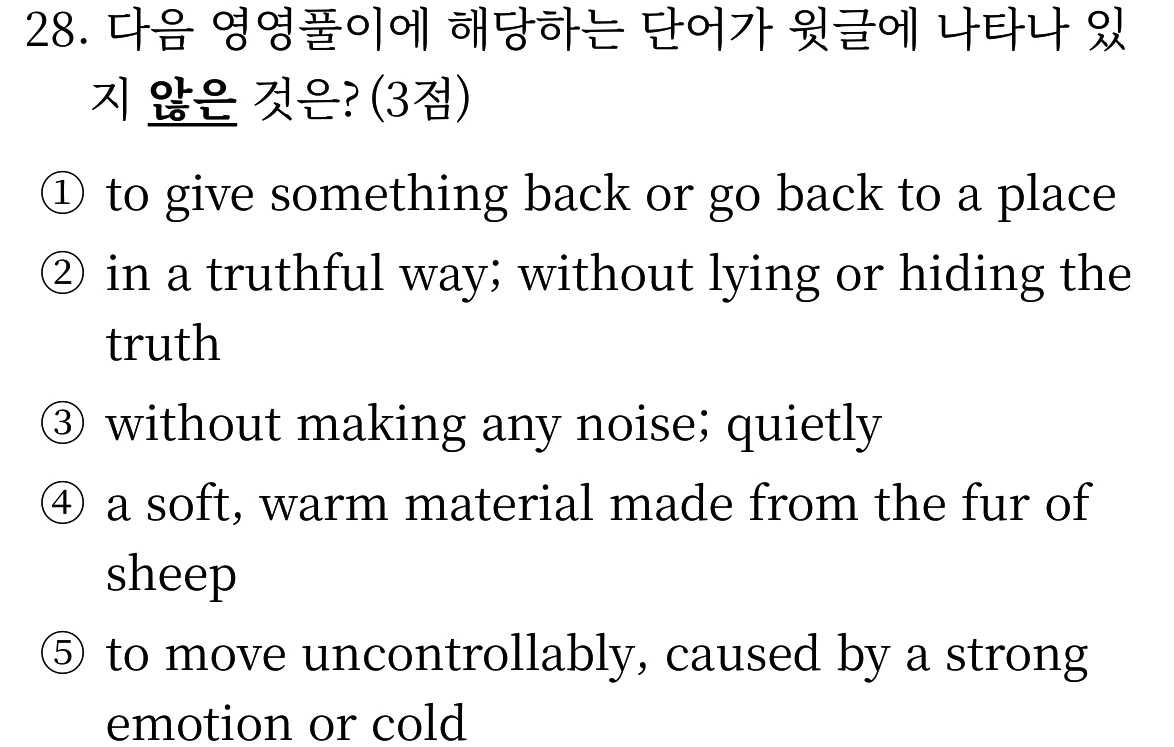 28. 다음 영영풀이에 해당하는 단어가 윗글에 나타나 있
지 않은 것은? (3점)
① to give something back or go back to a place
② in a truthful way; without lying or hiding the
truth
③ without making any noise; quietly
④ a soft, warm material made from the fur of
sheep
⑤ to move uncontrollably, caused by a strong
emotion or cold